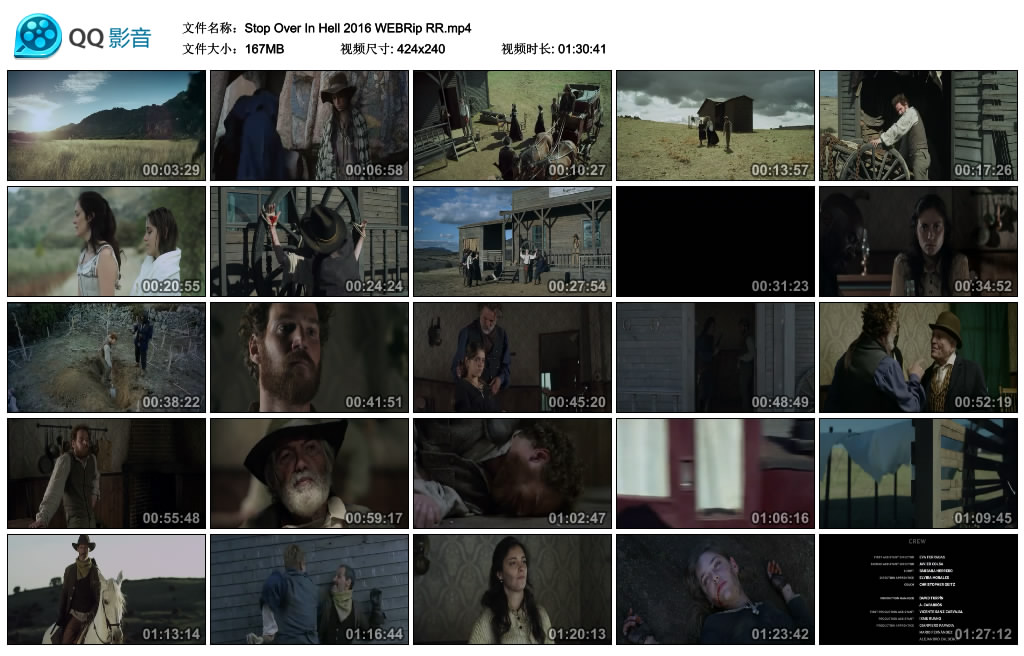 QQ 影音
文件名称: Stop Over In Hell 2016 WEBRip RR.mp4
文件大小: 167MB 视频尺寸: 424x240 视频时长: 01:30:41
00:03:29 00:06:58 00:10:27 00:13:57 00:17:26
00:20:55 00:24:24 00:27:54 00:31:23 00:34:52
00:38:22 00:41:51 00:45:20 00:48:49 00:52:19
00:55:48 00:59:17 01:02:47 01:06:16 01:09:45
01:13:14 01:16:44 01:20:13 01:23:42 01:27:12
CREW